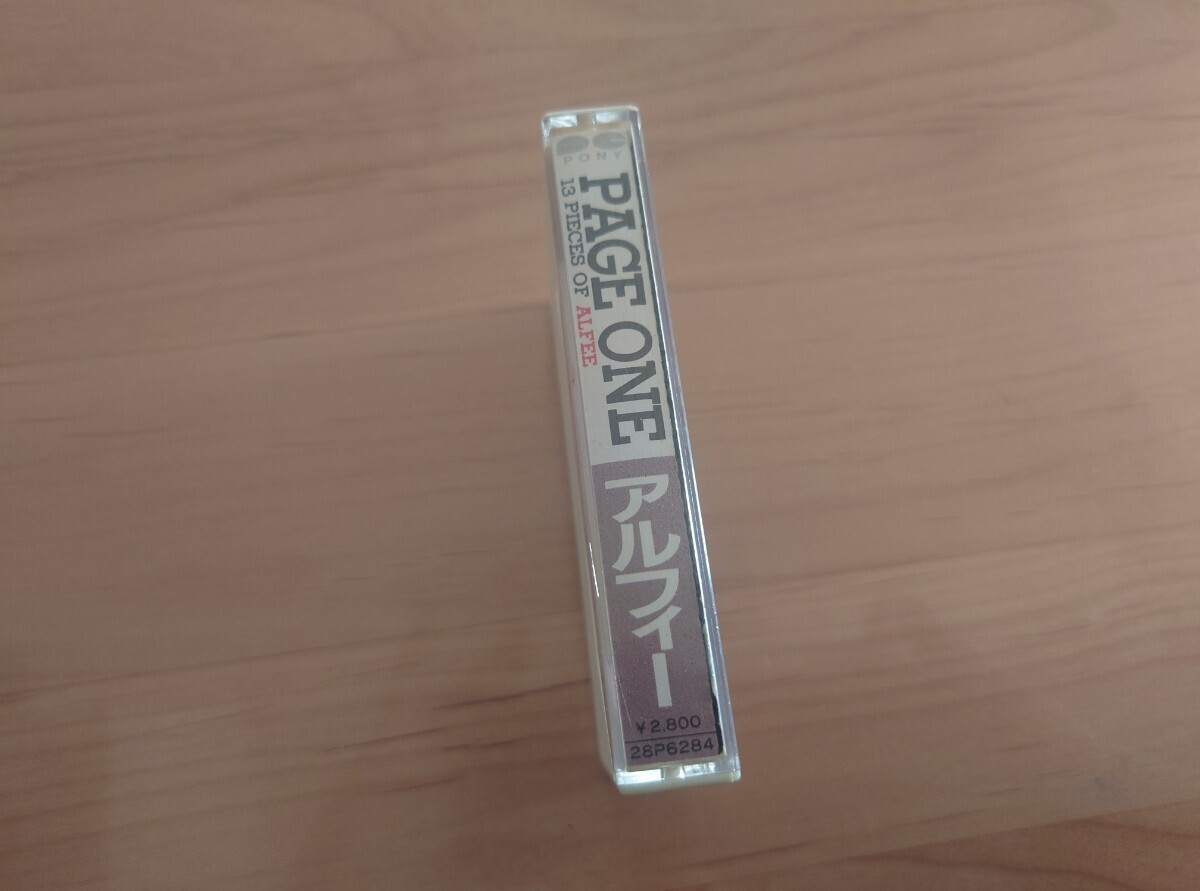 PONY
PAGE ONE
13 PIECES OF ALFEE
アルフィー
¥2,800
28P6284